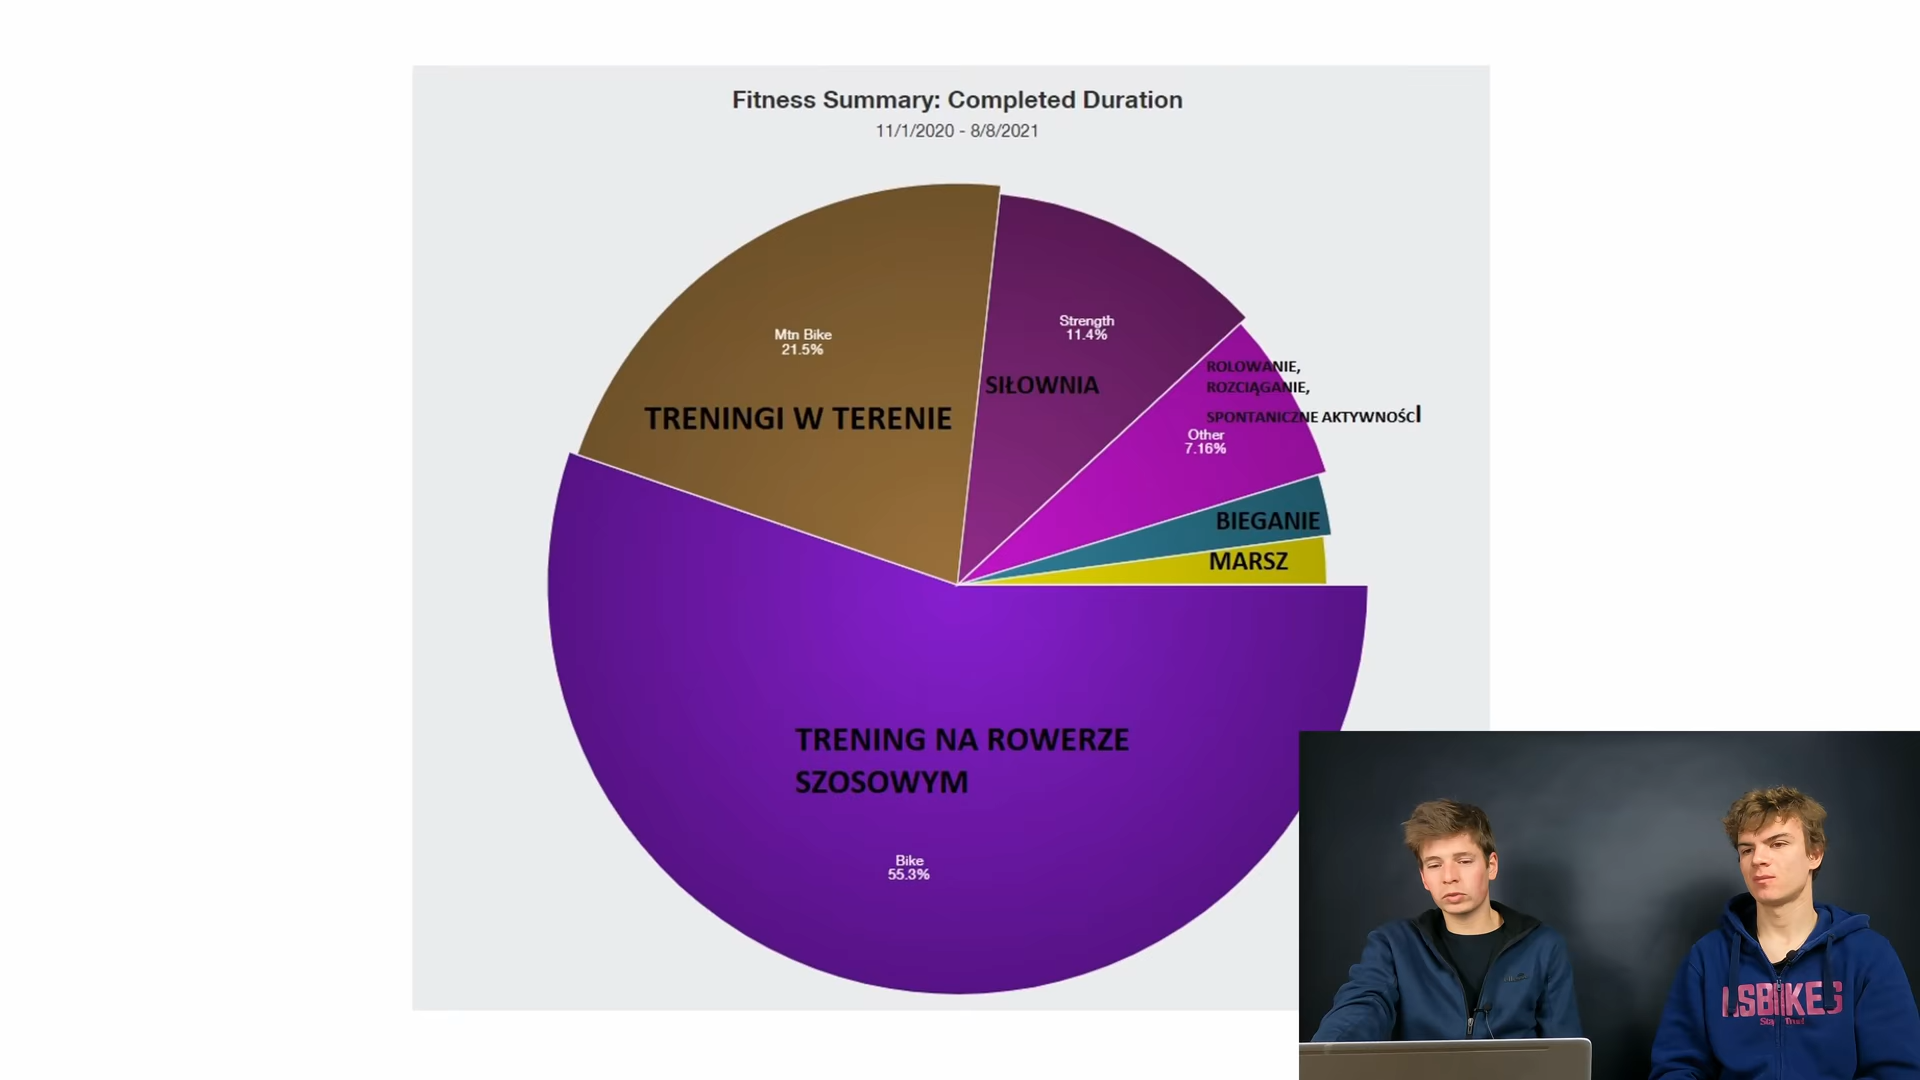 Fitness Summary: Completed Duration
11/1/2020 - 8/8/2021
Mtn Bike
21.5%
TRENINGI W TERENIE
Strength
11.4%
SIŁOWNIA
ROLOWANIE,
ROZCIĄGANIE,
SPONTANICZNE AKTYWNOŚCI
Other
7.16%
BIEGANIE
MARSZ
TRENING NA ROWERZE
SZOSOWYM
Bike
55.3%